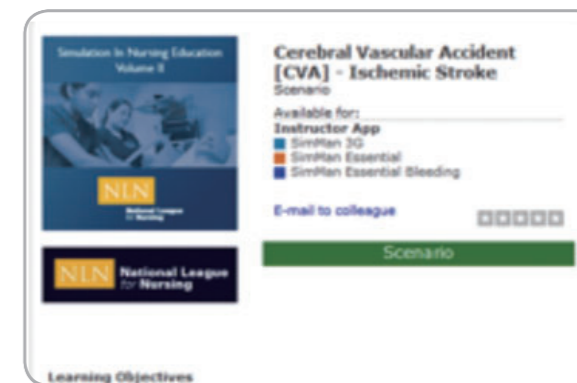 Simulation In Nursing Education
Volume II
NLN
National League
for Nursing
NLN National League
for Nursing
Cerebral Vascular Accident
[CVA] - Ischemic Stroke
Scenario
Available for:
Instructor App
SimMan 3G
SimMan Essential
SimMan Essential Bleeding
E-mail to colleague
Scenario
Learning Objectives